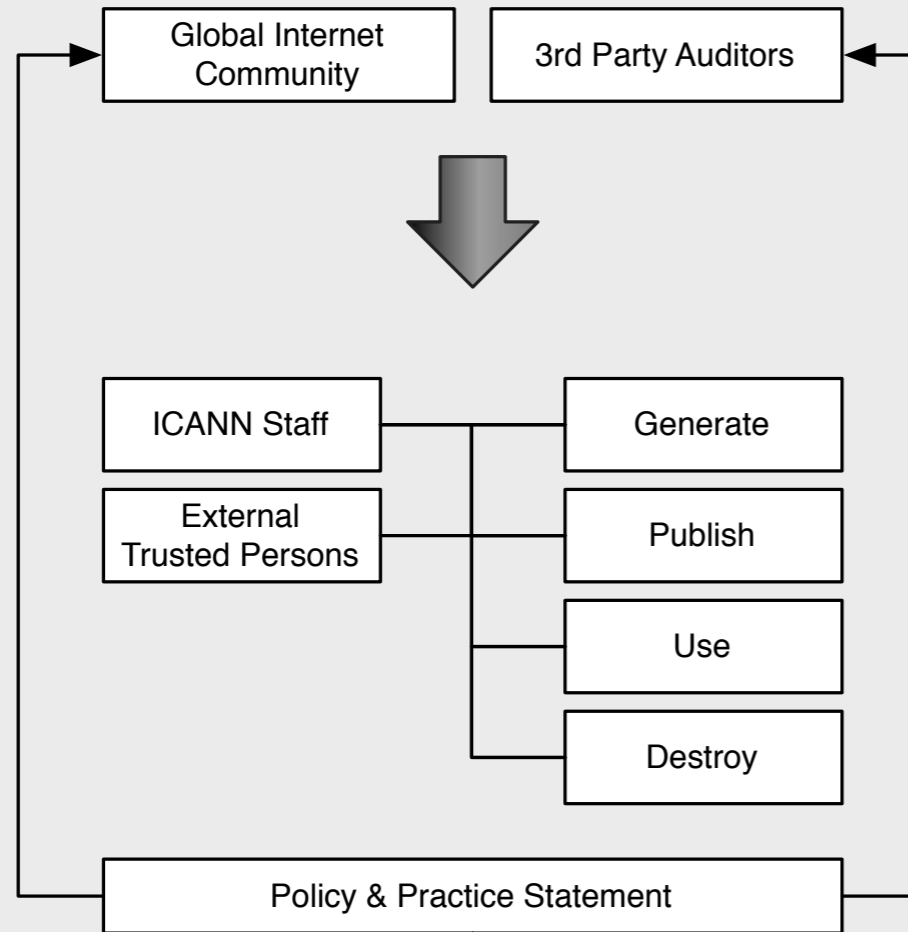 Global Internet
Community
3rd Party Auditors
ICANN Staff
Generate
External
Trusted Persons
Publish
Use
Destroy
Policy & Practice Statement